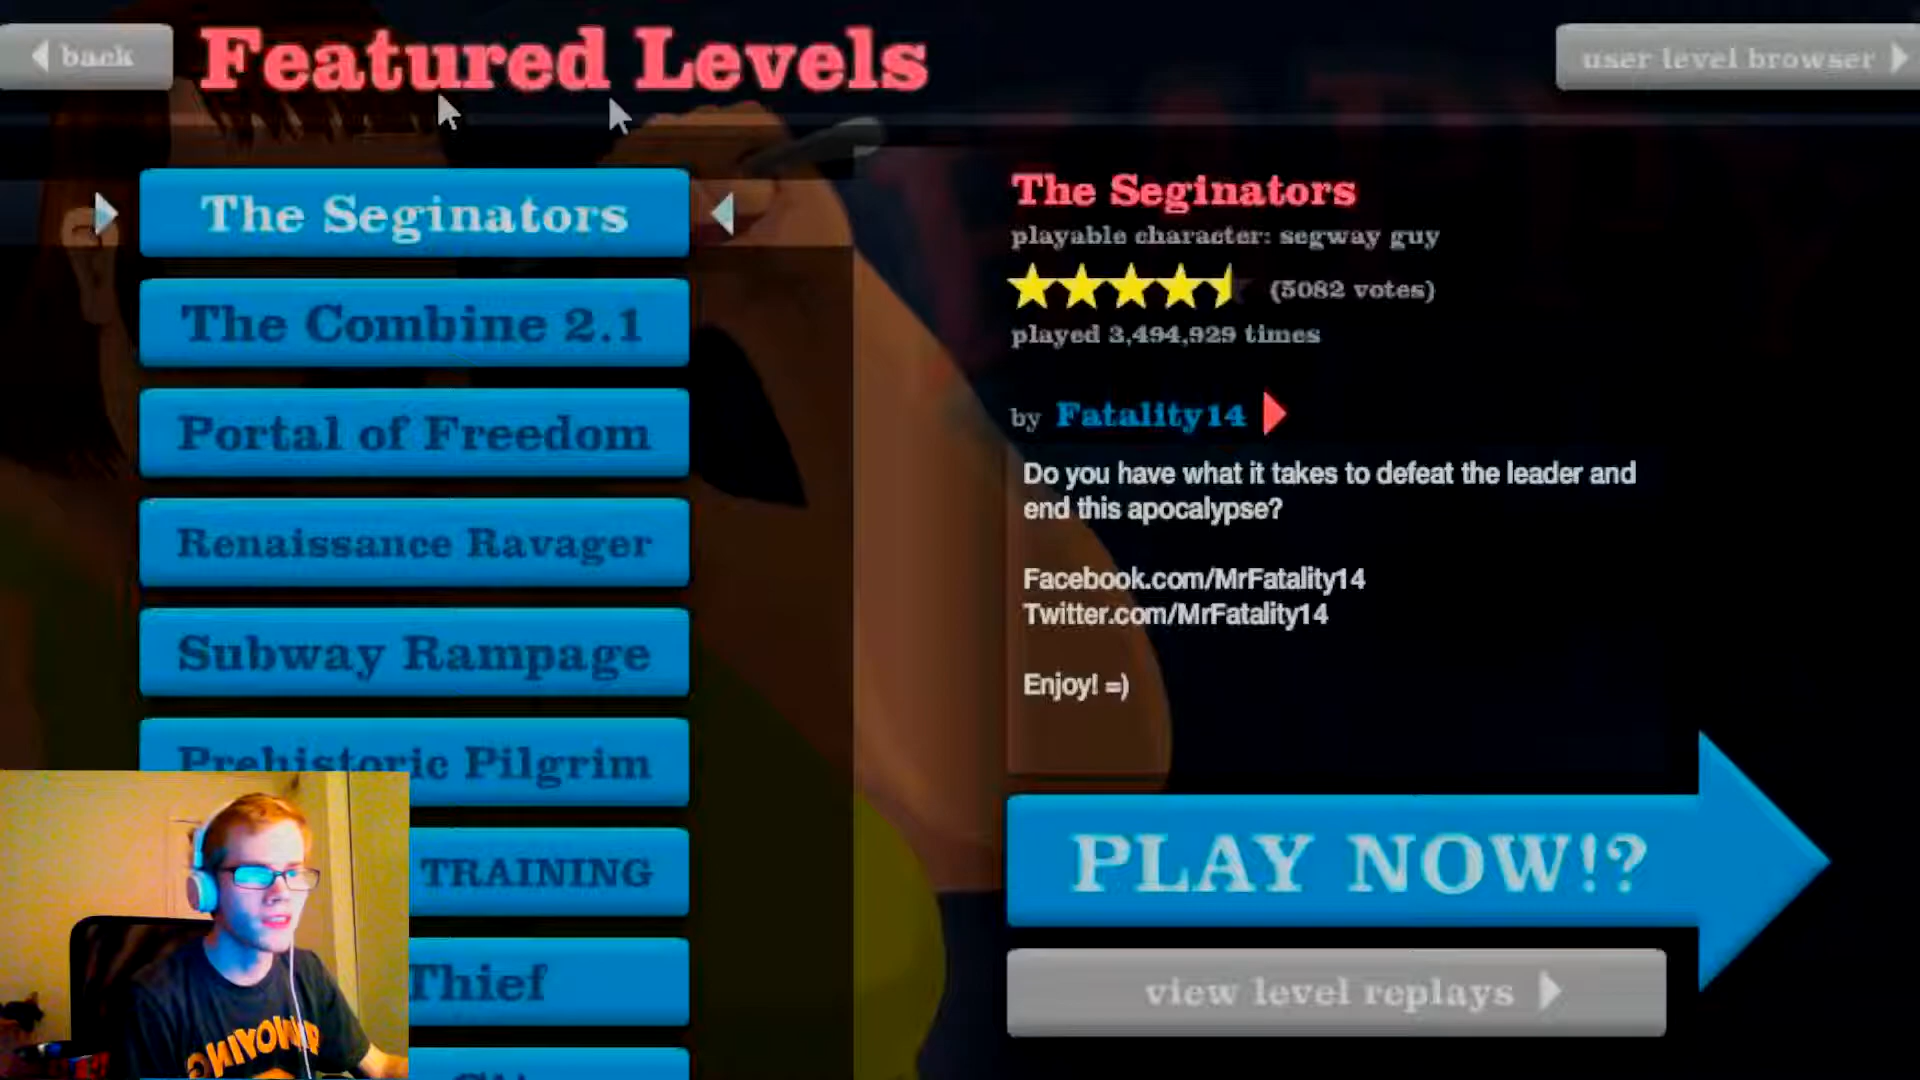 back
Featured Levels
user level browser
The Seginators
The Combine 2.1
Portal of Freedom
Renaissance Ravager
Subway Rampage
Prehistoric Pilgrim
TRAINING
Thief
The Seginators
playable character: segway guy
(5082 votes)
played 3,494,929 times
by Fatality14
Do you have what it takes to defeat the leader and
end this apocalypse?
Facebook.com/MrFatality14
Twitter.com/MrFatality14
Enjoy! =)
PLAY NOW!?
view level replays